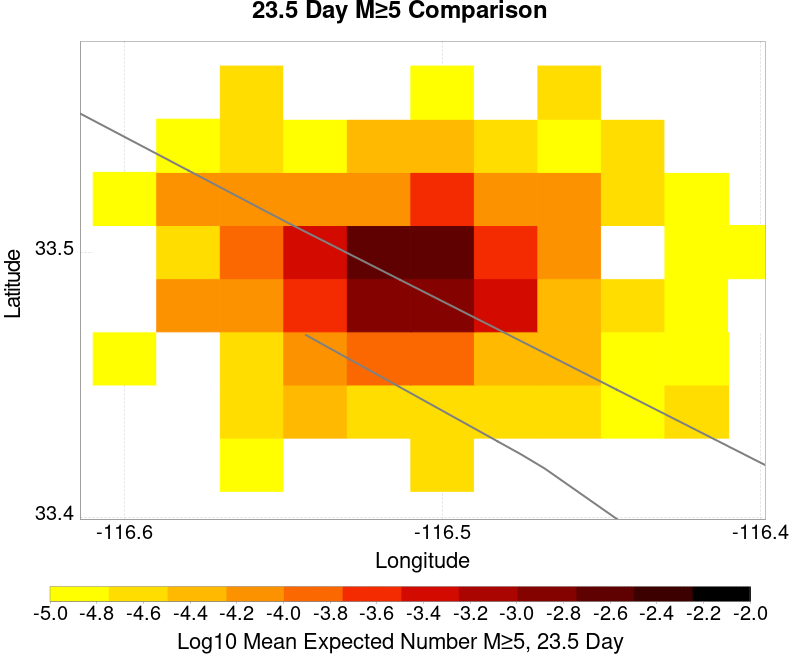 23.5 Day M≥5 Comparison
Latitude
33.5
33.4
-116.6 -116.5 -116.4
Longitude
-5.0 -4.8 -4.6 -4.4 -4.2 -4.0 -3.8 -3.6 -3.4 -3.2 -3.0 -2.8 -2.6 -2.4 -2.2 -2.0
Log10 Mean Expected Number M≥5, 23.5 Day